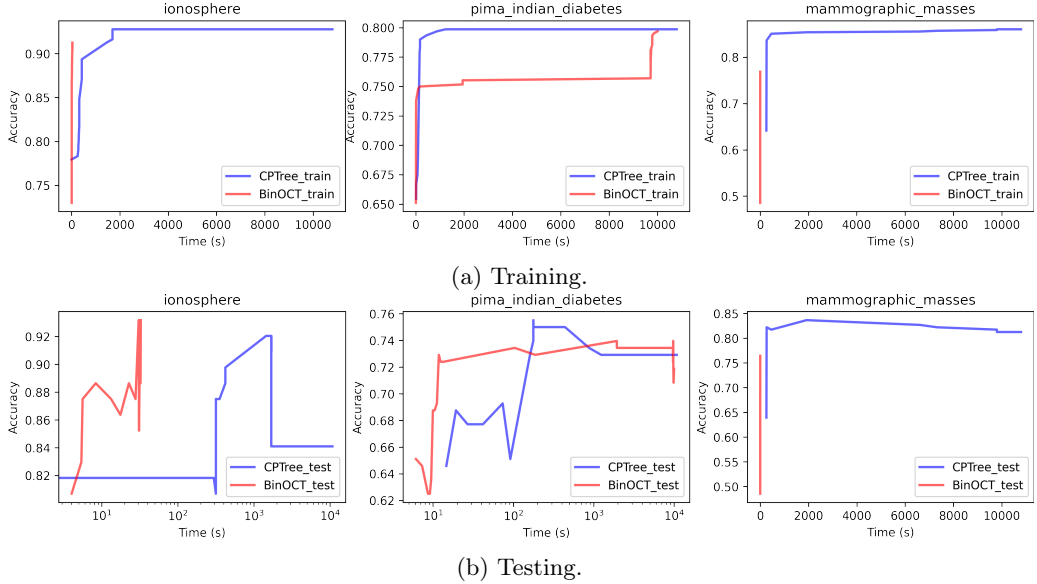 ionosphere
pima_indian_diabetes
mammographic_masses
Accuracy
0.90
0.85
0.80
0.75
0 2000 4000 6000 8000 10000
Time (s)
CPTree_train
BinOCT_train
Accuracy
0.800
0.775
0.750
0.725
0.700
0.675
0.650
0 2000 4000 6000 8000 10000
Time (s)
CPTree_train
BinOCT_train
Accuracy
0.8
0.7
0.6
0.5
0 2000 4000 6000 8000 10000
Time (s)
CPTree_train
BinOCT_train
(a) Training.
ionosphere
pima_indian_diabetes
mammographic_masses
Accuracy
0.92
0.90
0.88
0.86
0.84
0.82
10¹ 10² 10³ 10⁴
Time (s)
CPTree_test
BinOCT_test
Accuracy
0.76
0.74
0.72
0.70
0.68
0.66
0.64
0.62
10¹ 10² 10³ 10⁴
Time (s)
CPTree_test
BinOCT_test
Accuracy
0.85
0.80
0.75
0.70
0.65
0.60
0.55
0.50
0 2000 4000 6000 8000 10000
Time (s)
CPTree_test
BinOCT_test
(b) Testing.